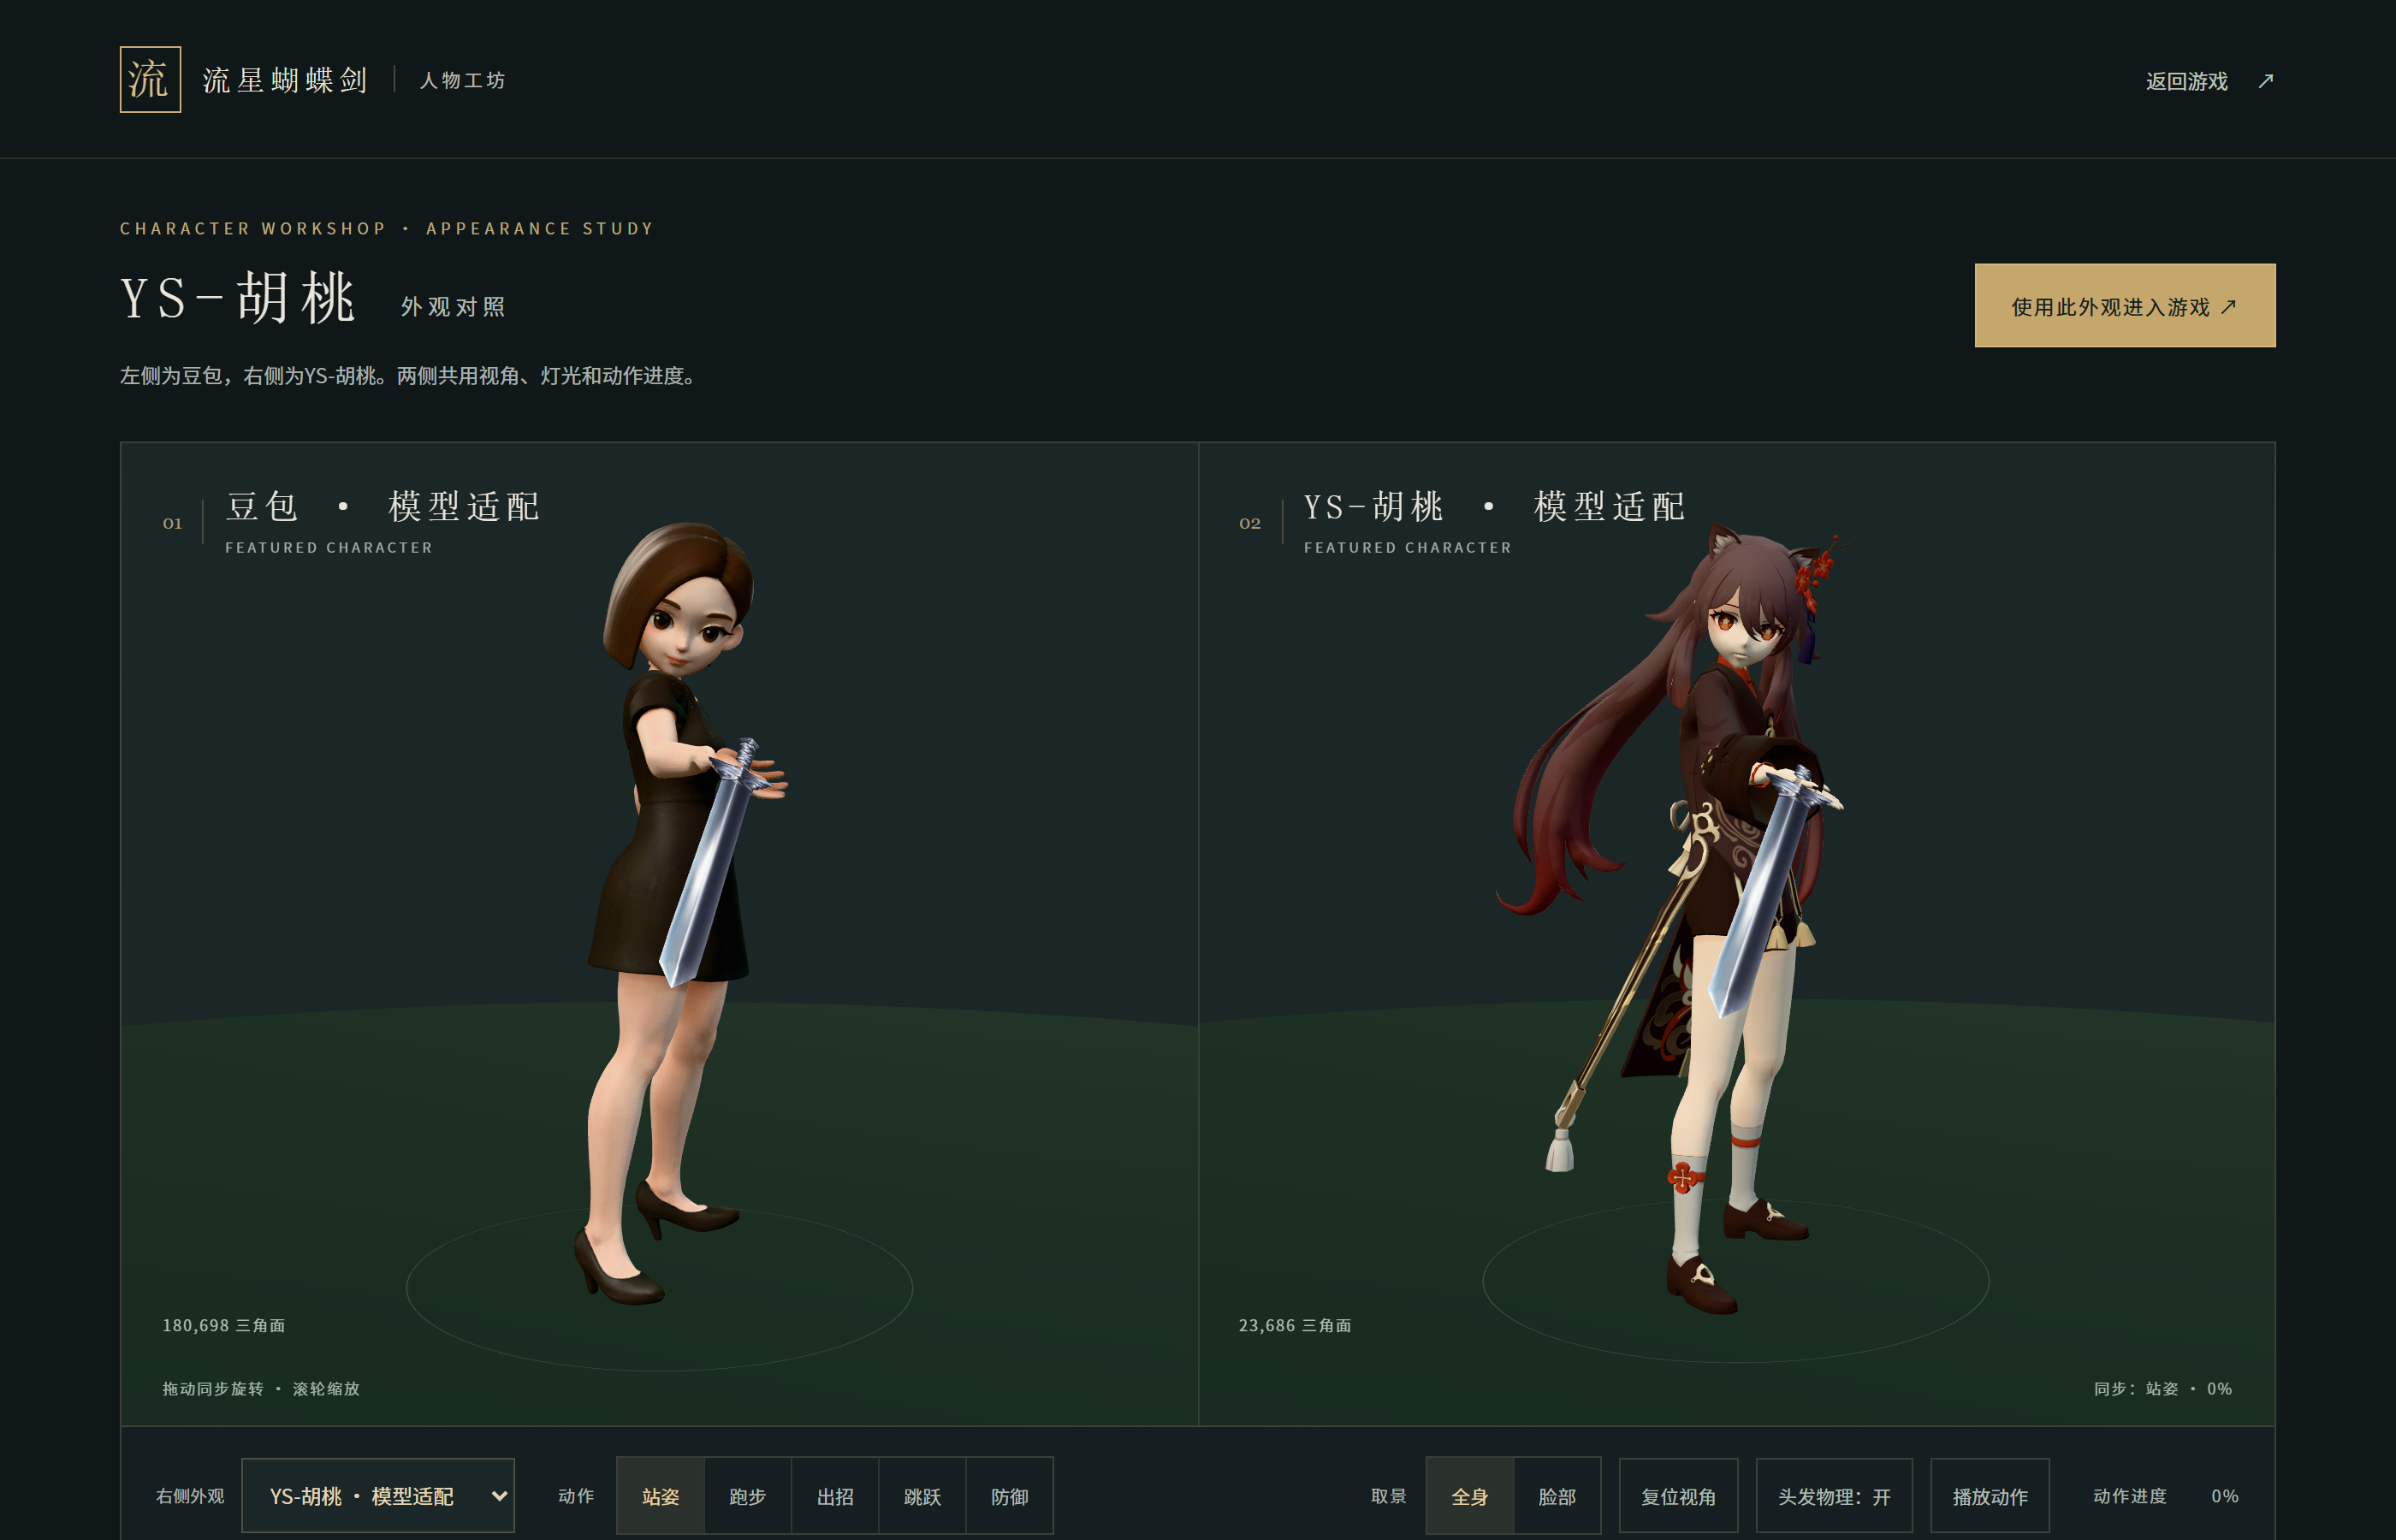 流 流星蝴蝶剑 人物工坊 返回游戏 ↗
CHARACTER WORKSHOP · APPEARANCE STUDY
YS-胡桃 外观对照
使用此外观进入游戏 ↗
左侧为豆包，右侧为YS-胡桃。两侧共用视角、灯光和动作进度。
01 豆包 · 模型适配
FEATURED CHARACTER
02 YS-胡桃 · 模型适配
FEATURED CHARACTER
180,698 三角面
23,686 三角面
拖动同步旋转 · 滚轮缩放
同步：站姿 · 0%
右侧外观 YS-胡桃 · 模型适配 动作 站姿 跑步 出招 跳跃 防御 取景 全身 脸部 复位视角 头发物理：开 播放动作 动作进度 0%